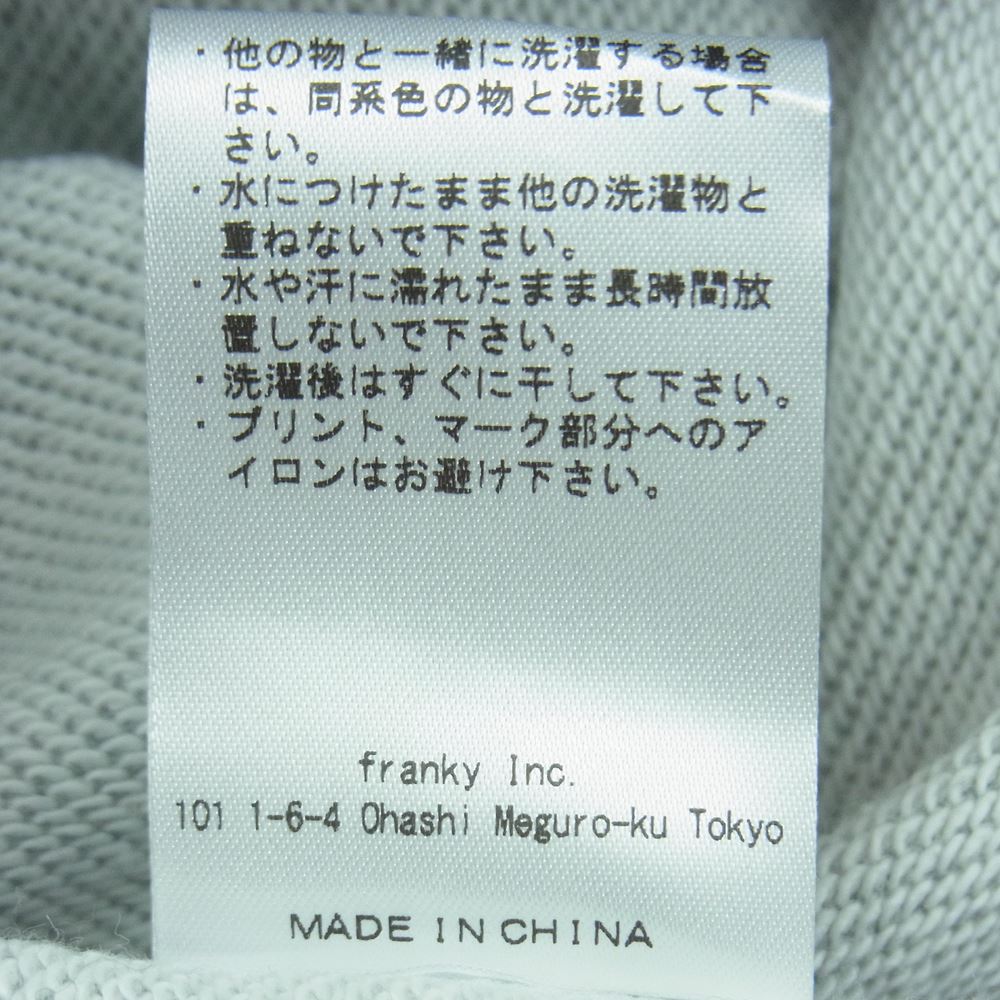 ・他の物と一緒に洗濯する場合
は、同系色の物と洗濯して下
さい。
・水につけたまま他の洗濯物と
重ねないで下さい。
・水や汗に濡れたまま長時間放
置しないで下さい。
・洗濯後はすぐに干して下さい。
・プリント、マーク部分へのア
イロンはお避け下さい。
franky Inc.
101 1-6-4 Ohashi Meguro-ku Tokyo
MADE IN CHINA